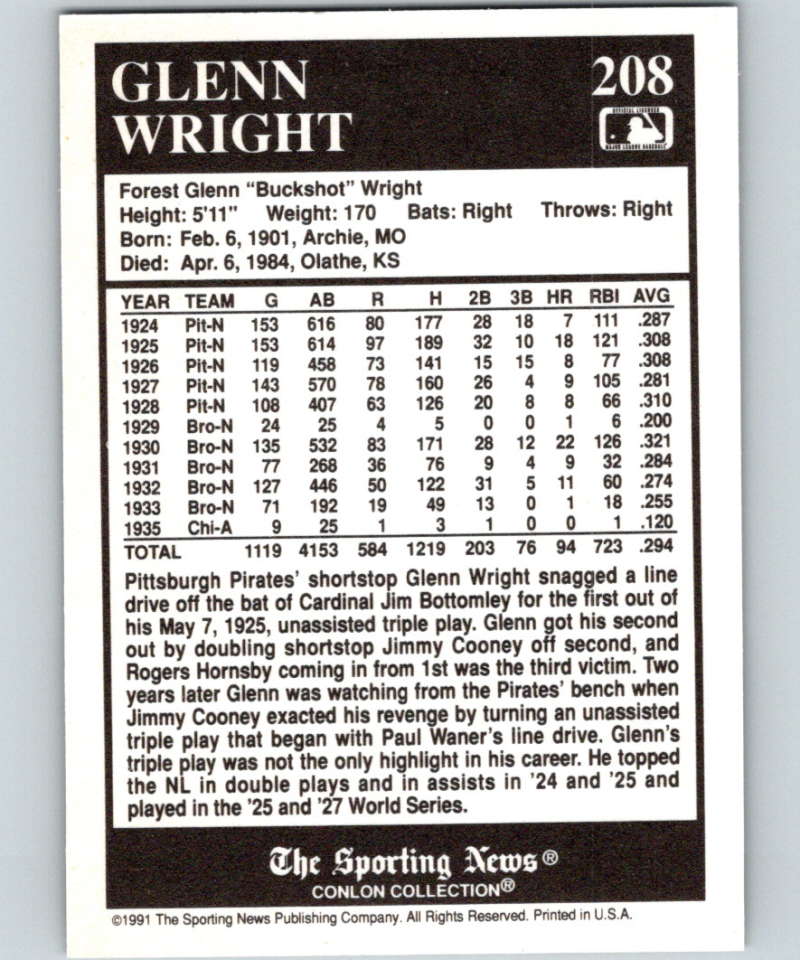 GLENN 208
WRIGHT
OFFICIAL LICENSEE
MAJOR LEAGUE BASEBALL
Forest Glenn "Buckshot" Wright
Height: 5'11" Weight: 170 Bats: Right Throws: Right
Born: Feb. 6, 1901, Archie, MO
Died: Apr. 6, 1984, Olathe, KS
YEAR TEAM G AB R H 2B 3B HR RBI AVG
1924 Pit-N 153 616 80 177 28 18 7 111 .287
1925 Pit-N 153 614 97 189 32 10 18 121 .308
1926 Pit-N 119 458 73 141 15 15 8 77 .308
1927 Pit-N 143 570 78 160 26 4 9 105 .281
1928 Pit-N 108 407 63 126 20 8 8 66 .310
1929 Bro-N 24 25 4 5 0 0 1 6 .200
1930 Bro-N 135 532 83 171 28 12 22 126 .321
1931 Bro-N 77 268 36 76 9 4 9 32 .284
1932 Bro-N 127 446 50 122 31 5 11 60 .274
1933 Bro-N 71 192 19 49 13 0 1 18 .255
1935 Chi-A 9 25 1 3 1 0 0 1 .120
TOTAL 1119 4153 584 1219 203 76 94 723 .294
Pittsburgh Pirates' shortstop Glenn Wright snagged a line
drive off the bat of Cardinal Jim Bottomley for the first out of
his May 7, 1925, unassisted triple play. Glenn got his second
out by doubling shortstop Jimmy Cooney off second, and
Rogers Hornsby coming in from 1st was the third victim. Two
years later Glenn was watching from the Pirates' bench when
Jimmy Cooney exacted his revenge by turning an unassisted
triple play that began with Paul Waner's line drive. Glenn's
triple play was not the only highlight in his career. He topped
the NL in double plays and in assists in '24 and '25 and
played in the '25 and '27 World Series.
The Sporting News®
CONLON COLLECTION®
©1991 The Sporting News Publishing Company. All Rights Reserved. Printed in U.S.A.